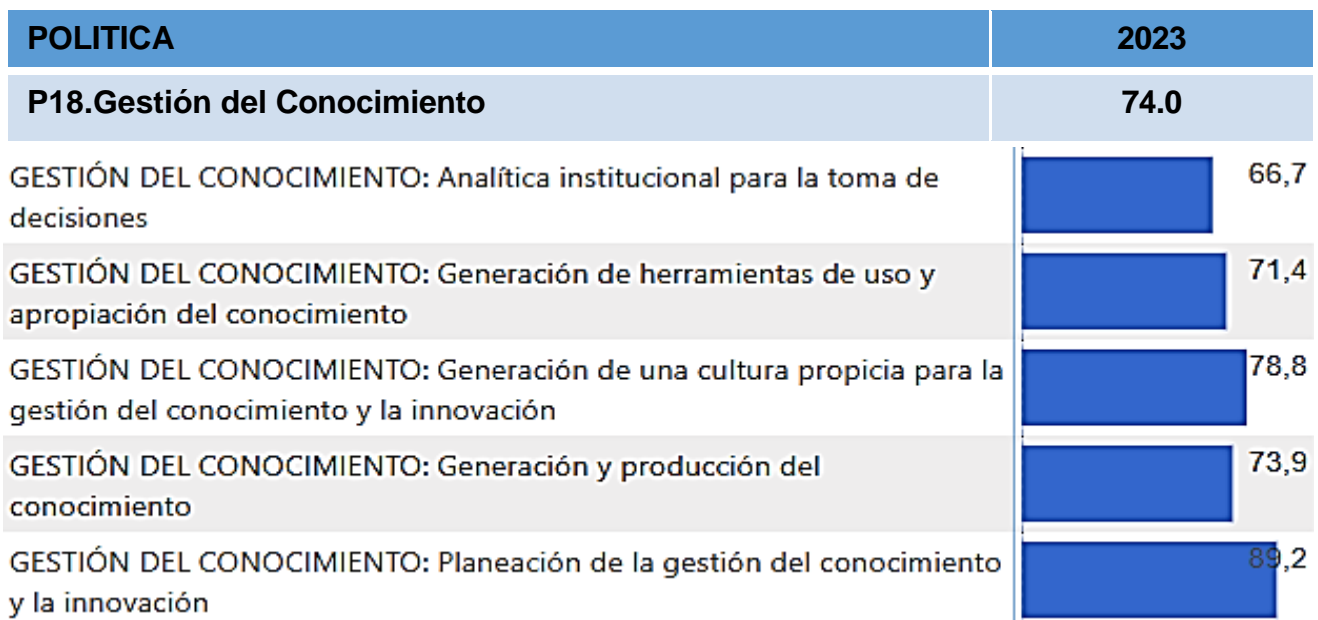 POLITICA 2023
P18.Gestión del Conocimiento 74.0
GESTIÓN DEL CONOCIMIENTO: Analítica institucional para la toma de 66,7
decisiones
GESTIÓN DEL CONOCIMIENTO: Generación de herramientas de uso y 71,4
apropiación del conocimiento
GESTIÓN DEL CONOCIMIENTO: Generación de una cultura propicia para la 78,8
gestión del conocimiento y la innovación
GESTIÓN DEL CONOCIMIENTO: Generación y producción del 73,9
conocimiento
GESTIÓN DEL CONOCIMIENTO: Planeación de la gestión del conocimiento 89,2
y la innovación